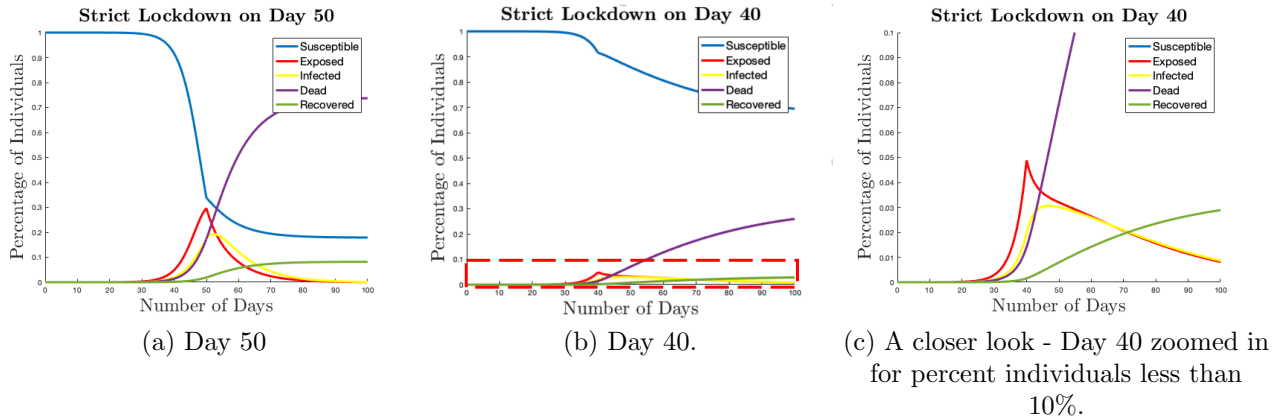 Strict Lockdown on Day 50
Percentage of Individuals
1
0.9
0.8
0.7
0.6
0.5
0.4
0.3
0.2
0.1
0
Susceptible
Exposed
Infected
Dead
Recovered
0 10 20 30 40 50 60 70 80 90 100
Number of Days
(a) Day 50
Strict Lockdown on Day 40
Percentage of Individuals
1
0.9
0.8
0.7
0.6
0.5
0.4
0.3
0.2
0.1
0
Susceptible
Exposed
Infected
Dead
Recovered
0 10 20 30 40 50 60 70 80 90 100
Number of Days
(b) Day 40.
Strict Lockdown on Day 40
Percentage of Individuals
0.1
0.09
0.08
0.07
0.06
0.05
0.04
0.03
0.02
0.01
0
Susceptible
Exposed
Infected
Dead
Recovered
0 10 20 30 40 50 60 70 80 90 100
Number of Days
(c) A closer look - Day 40 zoomed in
for percent individuals less than
10%.